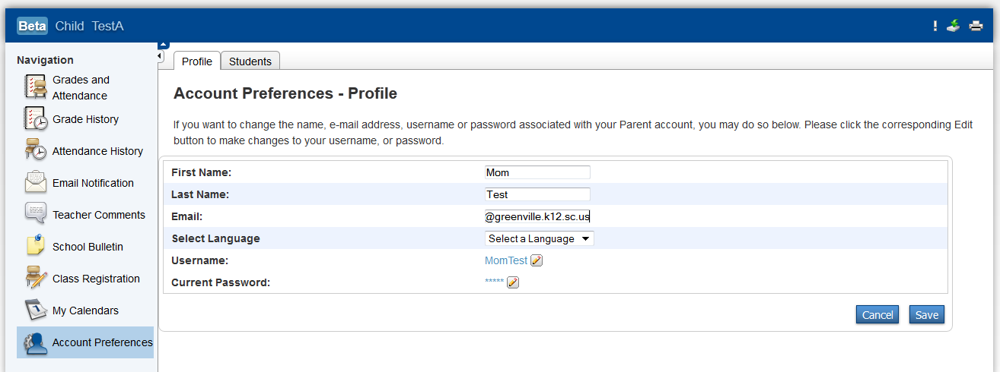 Beta Child TestA
!
Navigation
Grades and
Attendance
Grade History
Attendance History
Email Notification
Teacher Comments
School Bulletin
Class Registration
1
My Calendars
Account Preferences
Profile
Students
Account Preferences - Profile
If you want to change the name, e-mail address, username or password associated with your Parent account, you may do so below. Please click the corresponding Edit
button to make changes to your username, or password.
First Name: Mom
Last Name: Test
Email: @greenville.k12.sc.us
Select Language Select a Language
Username: MomTest
Current Password: *****
Cancel Save